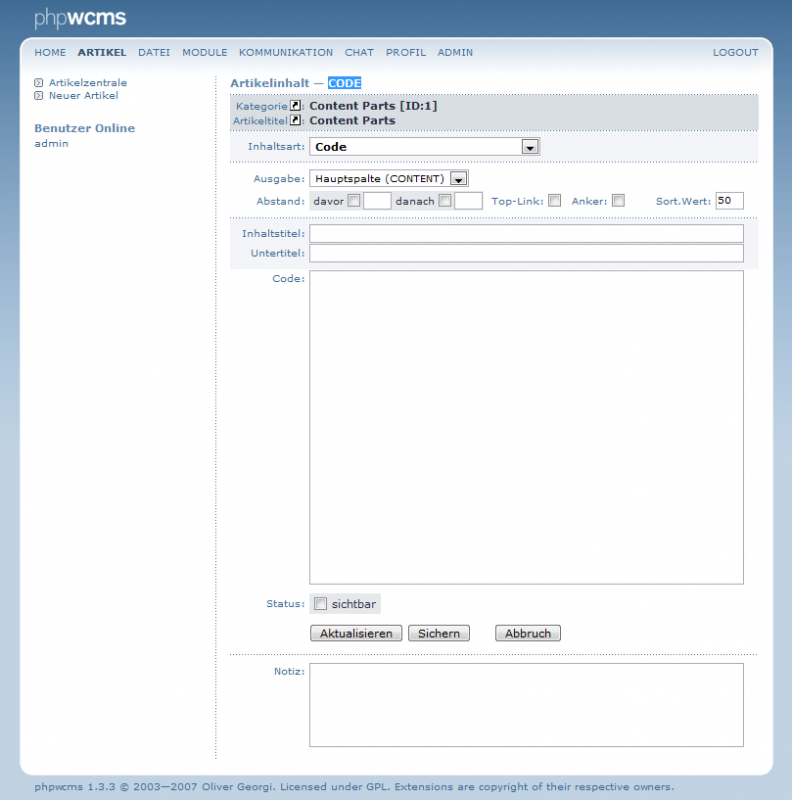 phpwcms
HOME ARTIKEL DATEI MODULE KOMMUNIKATION CHAT PROFIL ADMIN LOGOUT
Artikelzentrale
Neuer Artikel
Benutzer Online
admin
Artikelinhalt — CODE
Kategorie: Content Parts [ID:1]
Artikeltitel: Content Parts
Inhaltsart: Code
Ausgabe: Hauptspalte (CONTENT)
Abstand: davor danach Top-Link: Anker: Sort.Wert: 50
Inhaltstitel:
Untertitel:
Code:
Status: sichtbar
Aktualisieren Sichern Abbruch
Notiz:
phpwcms 1.3.3 © 2003—2007 Oliver Georgi. Licensed under GPL. Extensions are copyright of their respective owners.